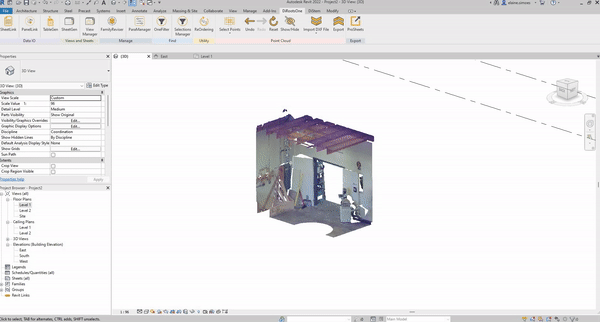 Autodesk Revit 2022 - Project2 - 3D View: {3D}
File Architecture Structure Steel Precast Systems Insert Annotate Analyze Massing & Site Collaborate View Manage Add-Ins DiRootsOne DiStem Modify
SheetLink PanelLink TableGen SheetGen View Manager FamilyReviser ParaManager OneFilter Selections Manager ReOrdering Select Points Undo Reset Show/Hide Import DW File Export ProSheets
Data IO Views and Sheets Manage Find Utility Point Cloud Export
Properties
{3D} East Level 1
3D View
3D View: {3D} Edit Type
Graphics
View Scale Custom
Scale Value 1: 96
Detail Level Medium
Parts Visibility Show Original
Visibility/Graphics Overrides Edit...
Graphic Display Options Edit...
Discipline Coordination
Show Hidden Lines By Discipline
Default Analysis Display Style None
Show Grids Edit...
Sun Path
Extents
Crop View
Crop Region Visible
Properties help Apply
Project Browser - Project2
Views (all)
Floor Plans
Level 1
Level 2
Site
Ceiling Plans
Level 1
Level 2
3D Views
Elevations (Building Elevation)
East
South
West
Legends
Schedules/Quantities (all)
Sheets (all)
Families
Groups
Revit Links
1 : 96
Click to select, TAB for alternates, CTRL adds, SHIFT unselects.
Main Model